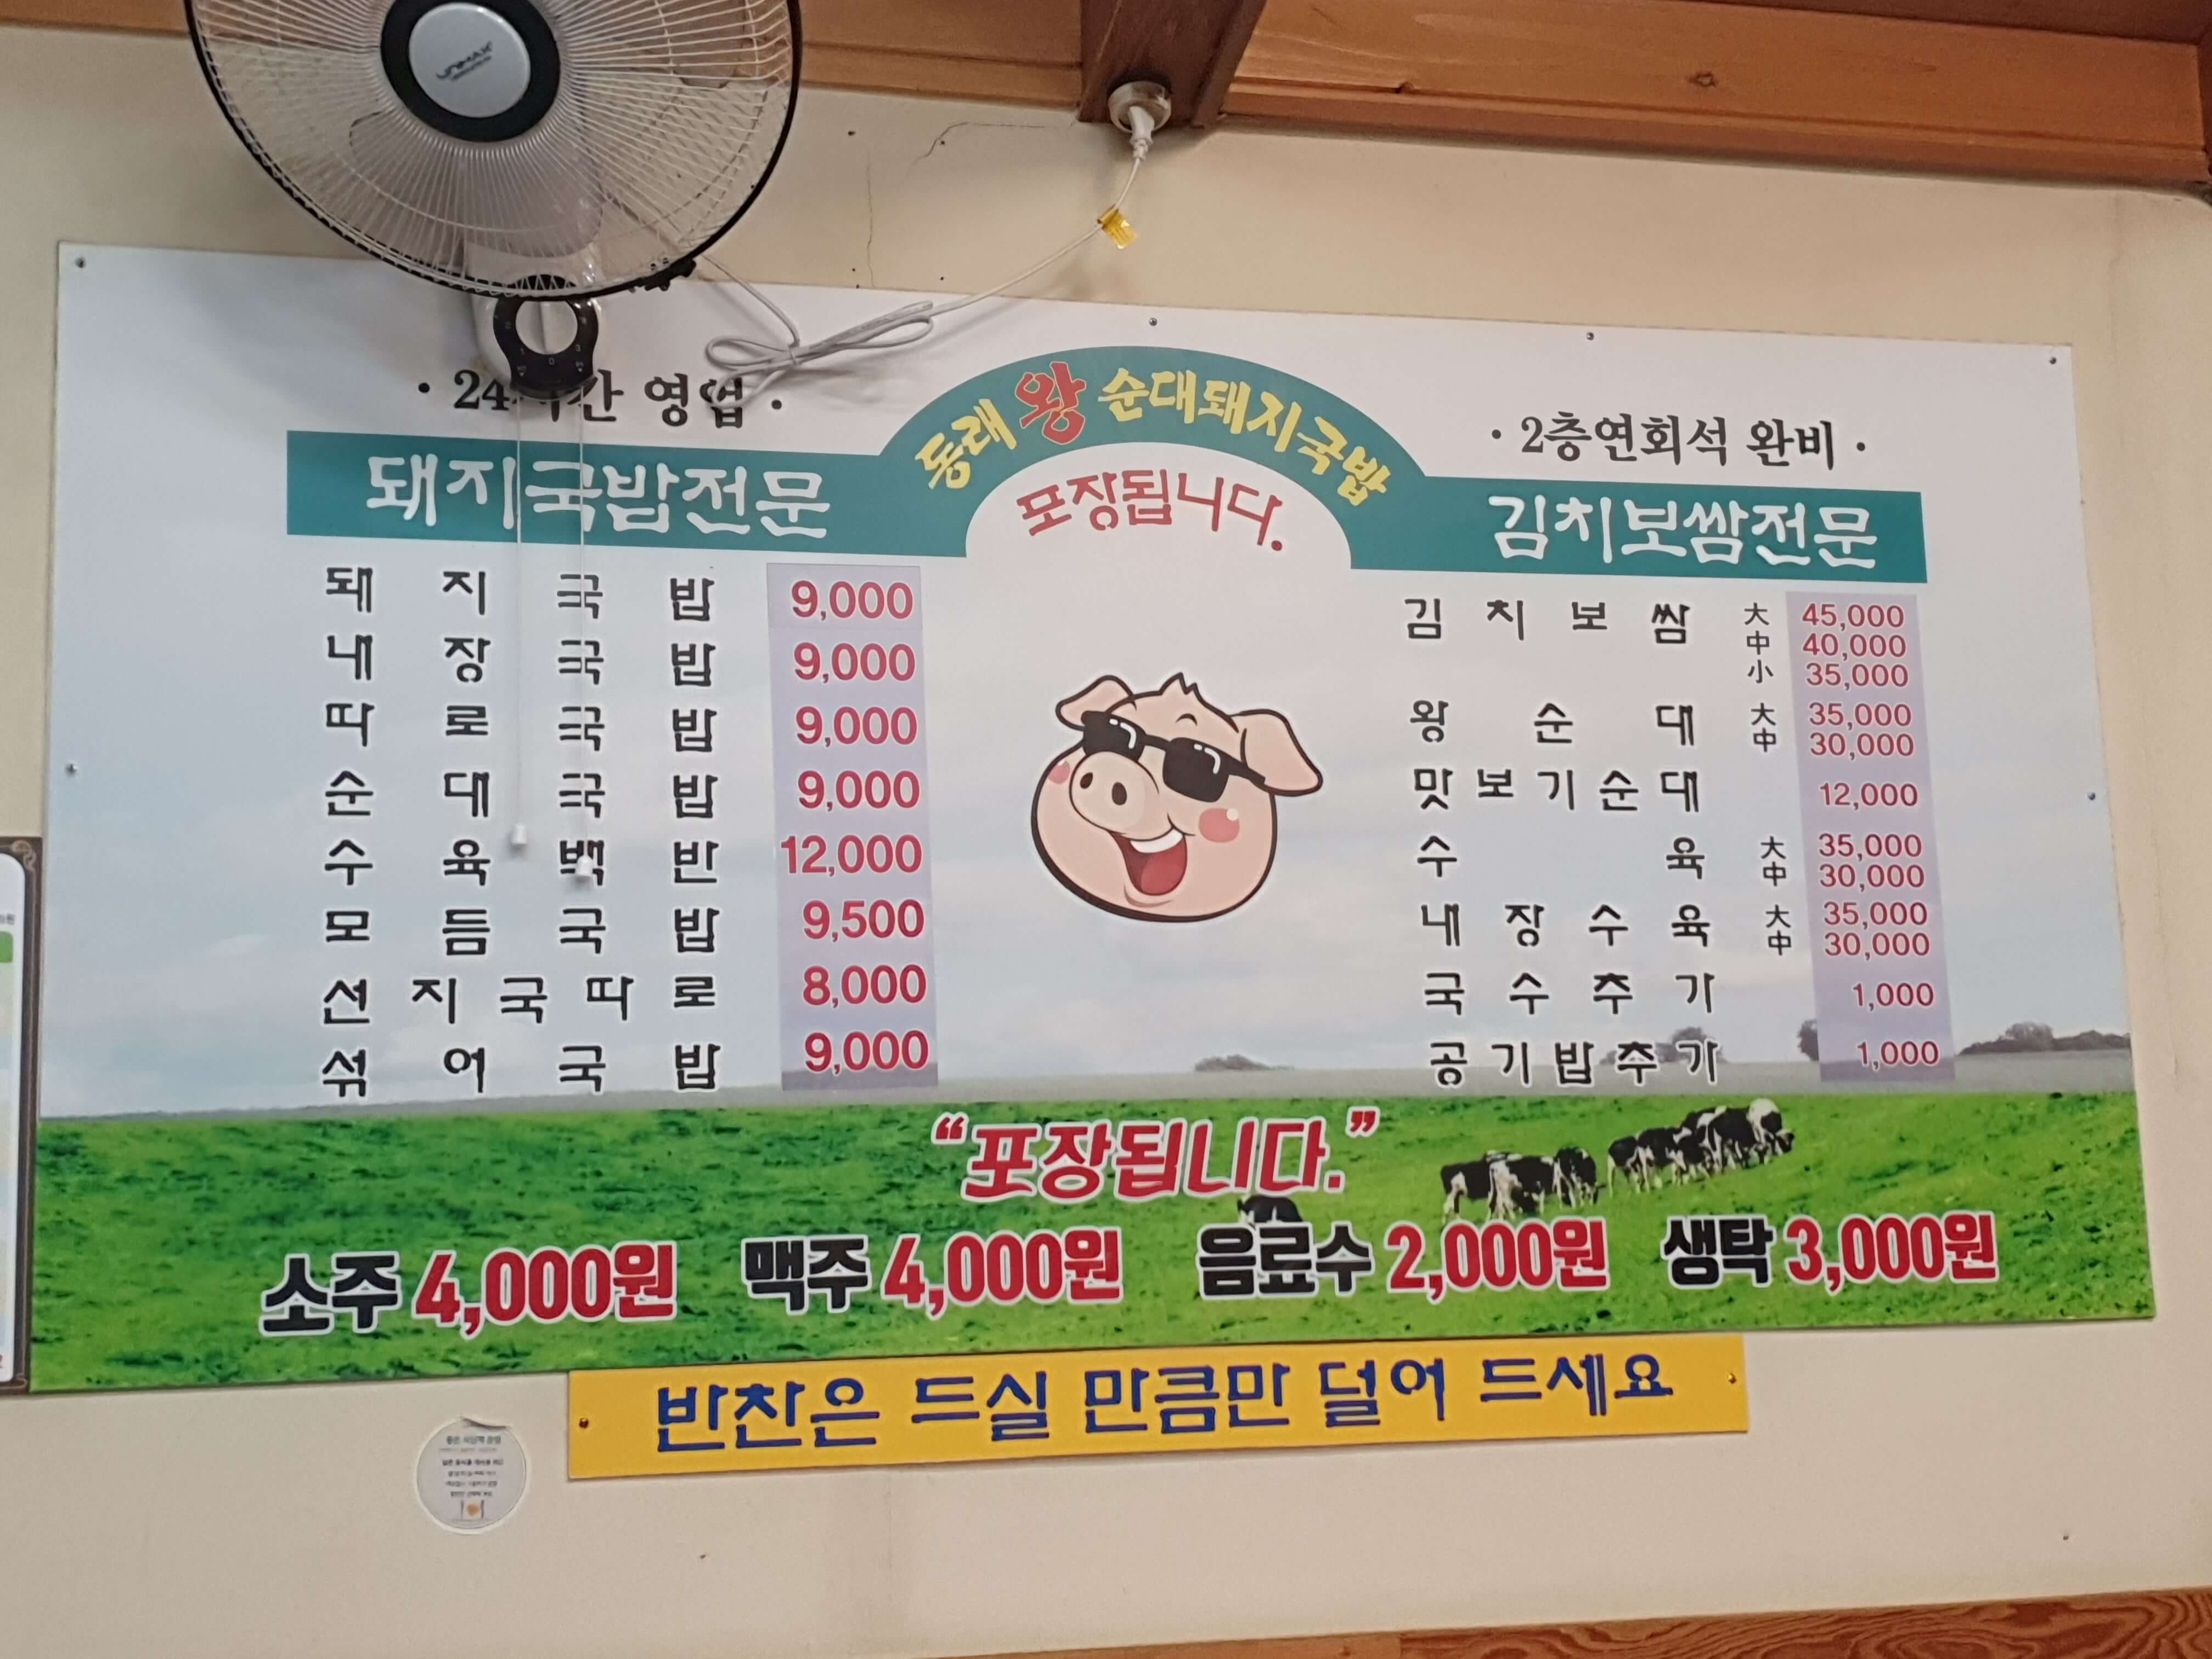 · 24시간 영업 ·
동래 왕 순대돼지국밥
포장됩니다.
· 2층연회석 완비 ·
돼지국밥전문
돼지국밥 9,000
내장국밥 9,000
따로국밥 9,000
순대국밥 9,000
수육백반 12,000
모듬국밥 9,500
선지국따로 8,000
섞어국밥 9,000
김치보쌈전문
김치보쌈 大 45,000
中 40,000
小 35,000
왕순대 大 35,000
中 30,000
맛보기순대 12,000
수육 大 35,000
中 30,000
내장수육 大 35,000
中 30,000
국수추가 1,000
공기밥추가 1,000
“포장됩니다.”
소주 4,000원 맥주 4,000원 음료수 2,000원 생탁 3,000원
반찬은 드실 만큼만 덜어 드세요